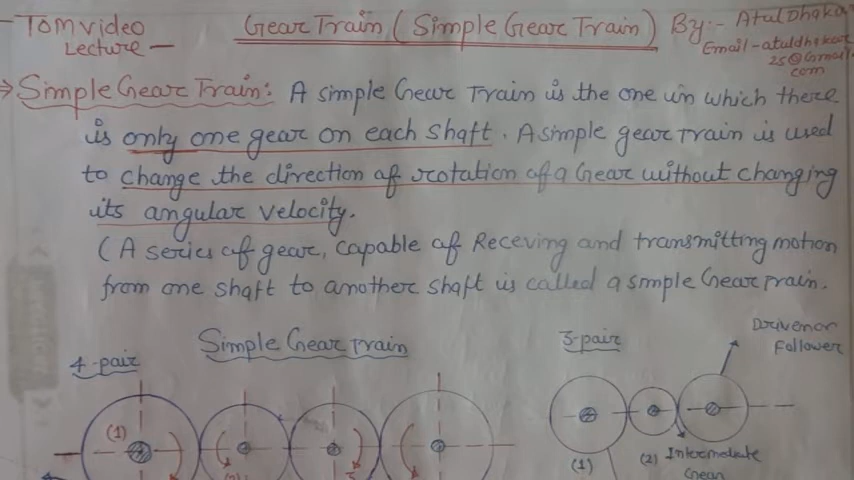 - Tom video Lecture -
Gear Train ( Simple Gear Train )
By:- Atul Dhakar
Email - atuldhakar
25@Gmail.
com
→ Simple Gear Train: A simple Gear Train is the one in which there
is only one gear on each shaft. A simple gear train is used
to change the direction of rotation of a Gear without changing
its angular velocity.
(A series of gear, capable of Receving and transmitting motion
from one shaft to another shaft is called a smple Gear train.
Simple Gear train
4-pair
3-pair
Driven or
Follower
(1)
(1)
(2) Intermediate
Gear